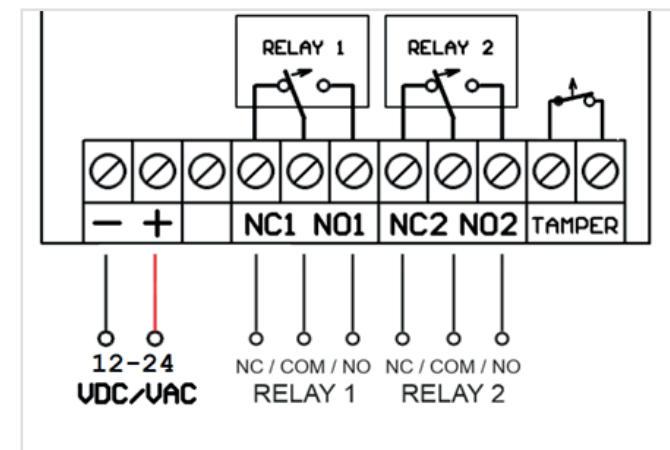 RELAY 1 RELAY 2
− + NC1 NO1 NC2 NO2 TAMPER
12-24 NC / COM / NO NC / COM / NO
VDC/VAC RELAY 1 RELAY 2